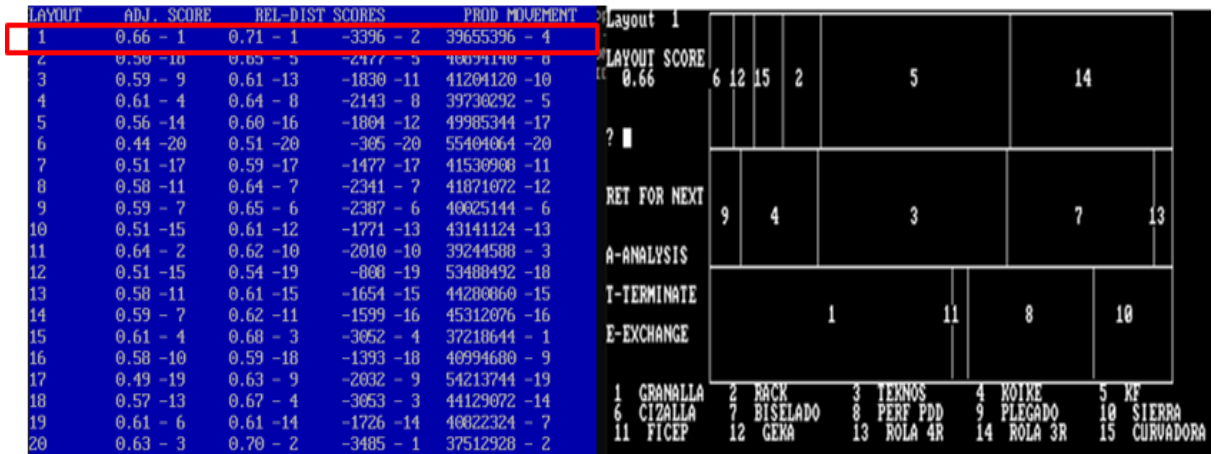 LAYOUT ADJ. SCORE REL-DIST SCORES PROD MOVEMENT
1 0.66 - 1 0.71 - 1 -3396 - 2 39655396 - 4
2 0.50 -18 0.65 - 5 -2477 - 5 40894140 - 8
3 0.59 - 9 0.61 -13 -1830 -11 41204120 -10
4 0.61 - 4 0.64 - 8 -2143 - 8 39730292 - 5
5 0.56 -14 0.60 -16 -1804 -12 49985344 -17
6 0.44 -20 0.51 -20 -305 -20 55404064 -20
7 0.51 -17 0.59 -17 -1477 -17 41530908 -11
8 0.58 -11 0.64 - 7 -2341 - 7 41871072 -12
9 0.59 - 7 0.65 - 6 -2387 - 6 40025144 - 6
10 0.51 -15 0.61 -12 -1771 -13 43141124 -13
11 0.64 - 2 0.62 -10 -2010 -10 39244588 - 3
12 0.51 -15 0.54 -19 -808 -19 53488492 -18
13 0.58 -11 0.61 -15 -1654 -15 44280860 -15
14 0.59 - 7 0.62 -11 -1599 -16 45312076 -16
15 0.61 - 4 0.68 - 3 -3052 - 4 37218644 - 1
16 0.58 -10 0.59 -18 -1393 -18 40994680 - 9
17 0.49 -19 0.63 - 9 -2032 - 9 54213744 -19
18 0.57 -13 0.67 - 4 -3053 - 3 44129072 -14
19 0.61 - 6 0.61 -14 -1726 -14 40822324 - 7
20 0.63 - 3 0.70 - 2 -3485 - 1 37512928 - 2
Layout 1
LAYOUT SCORE
0.66
?
RET FOR NEXT
A-ANALYSIS
T-TERMINATE
E-EXCHANGE
6 12 15 2 5 14
9 4 3 7 13
1 11 8 10
1 GRANALLA 2 RACK 3 TEKNOS 4 KOIKE 5 KF
6 CIZALLA 7 BISELADO 8 PERF PDD 9 PLEGADO 10 SIERRA
11 FICEP 12 GEKA 13 ROLA 4R 14 ROLA 3R 15 CURVADORA